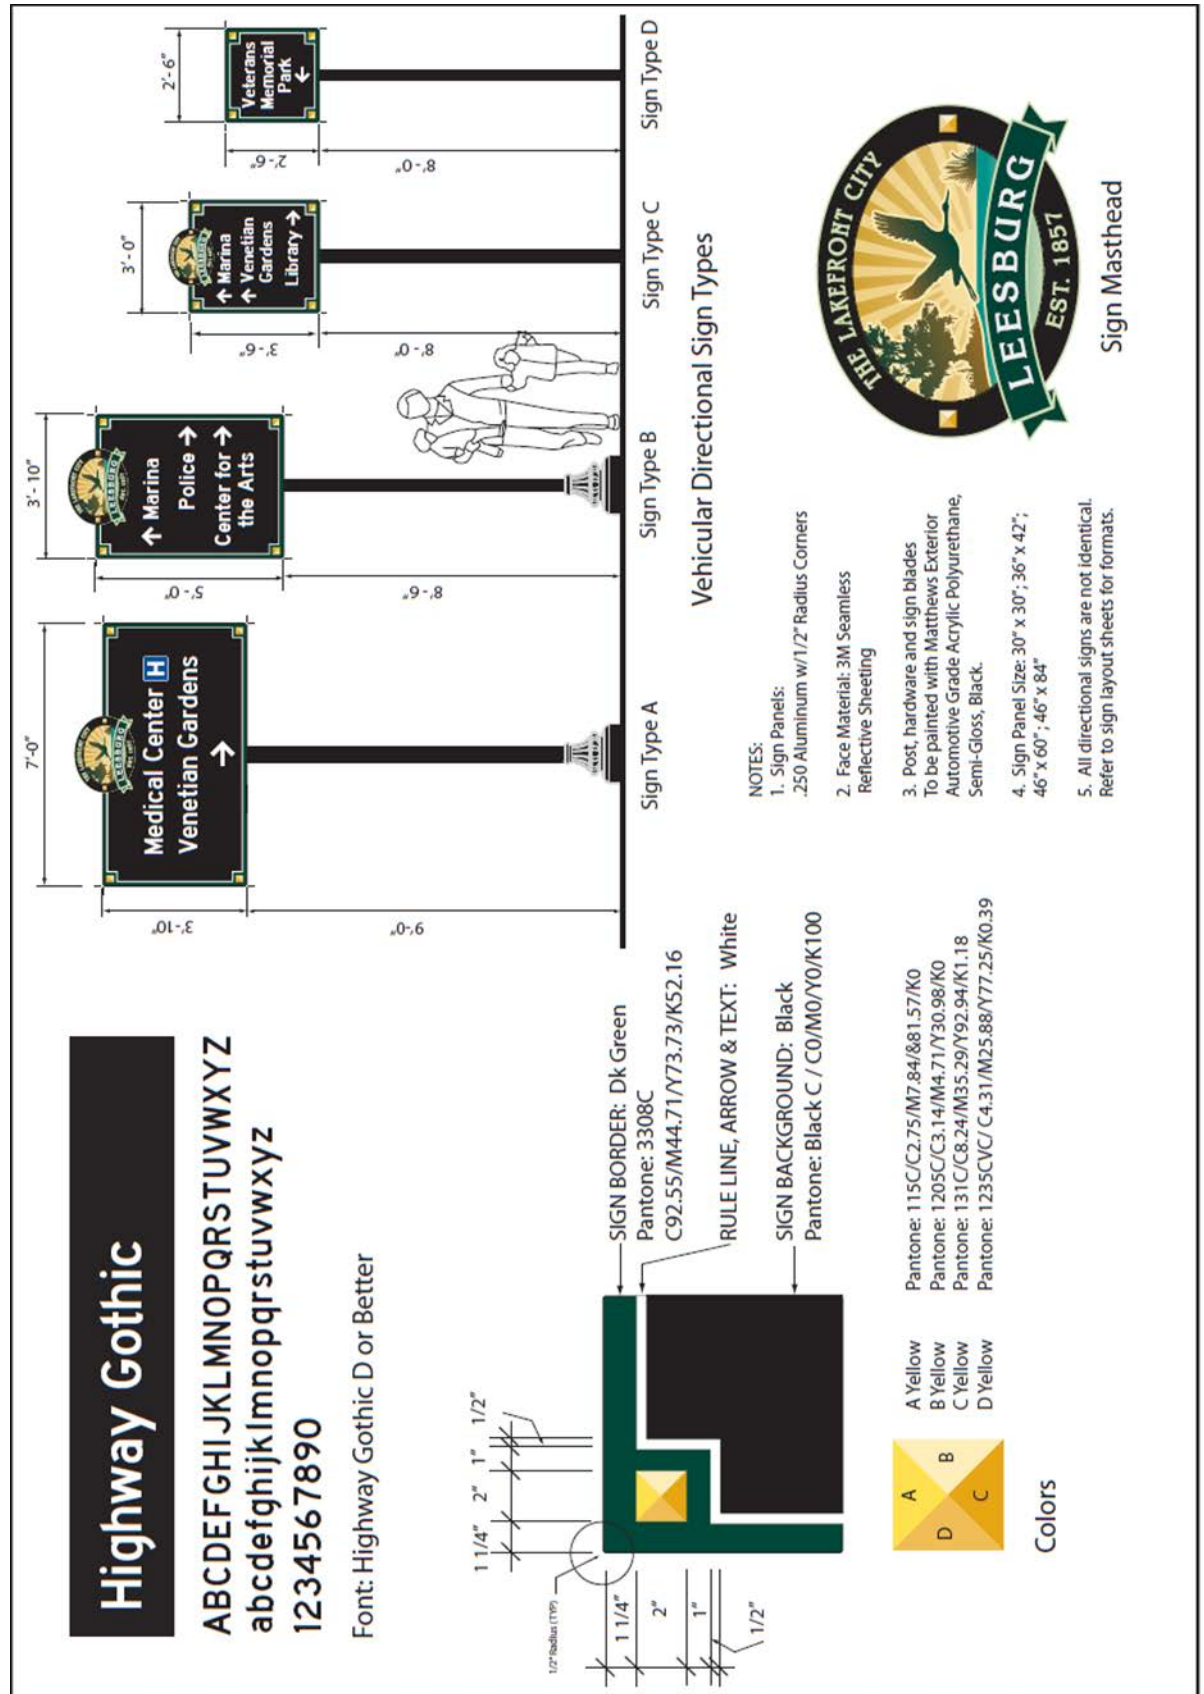 Highway Gothic
ABCDEFGHIJKLMNOPQRSTUVWXYZ
abcdefghijklmnopqrstuvwxyz
1234567890
Font: Highway Gothic D or Better
1/2" Radius (TYP)
1 1/4"
2"
1"
1/2"
1 1/4"
2"
1"
1/2"
SIGN BORDER: Dk Green
Pantone: 3308C
C92.55/M44.71/Y73.73/K52.16
RULE LINE, ARROW & TEXT: White
SIGN BACKGROUND: Black
Pantone: Black C / C0/M0/Y0/K100
A
B
C
D
Colors
A Yellow Pantone: 115C/C2.75/M7.84/&81.57/K0
B Yellow Pantone: 1205C/C3.14/M4.71/Y30.98/K0
C Yellow Pantone: 131C/C8.24/M35.29/Y92.94/K1.18
D Yellow Pantone: 1235CVC/ C4.31/M25.88/Y77.25/K0.39
7'-0"
3'-10"
9'-0"
LEESBURG
Medical Center H
Venetian Gardens
→
Sign Type A
3'-10"
5'-0"
8'-6"
LEESBURG
↑ Marina
Police →
Center for →
the Arts
Sign Type B
3'-0"
3'-6"
8'-0"
LEESBURG
↑ Marina
↑ Venetian
Gardens
Library →
Sign Type C
2'-6"
2'-6"
8'-0"
Veterans
Memorial
Park
←
Sign Type D
Vehicular Directional Sign Types
NOTES:
1. Sign Panels:
.250 Aluminum w/1/2" Radius Corners
2. Face Material: 3M Seamless
Reflective Sheeting
3. Post, hardware and sign blades
To be painted with Matthews Exterior
Automotive Grade Acrylic Polyurethane,
Semi-Gloss, Black.
4. Sign Panel Size: 30" x 30"; 36" x 42";
46" x 60"; 46" x 84"
5. All directional signs are not identical.
Refer to sign layout sheets for formats.
THE LAKEFRONT CITY
LEESBURG
EST. 1857
Sign Masthead